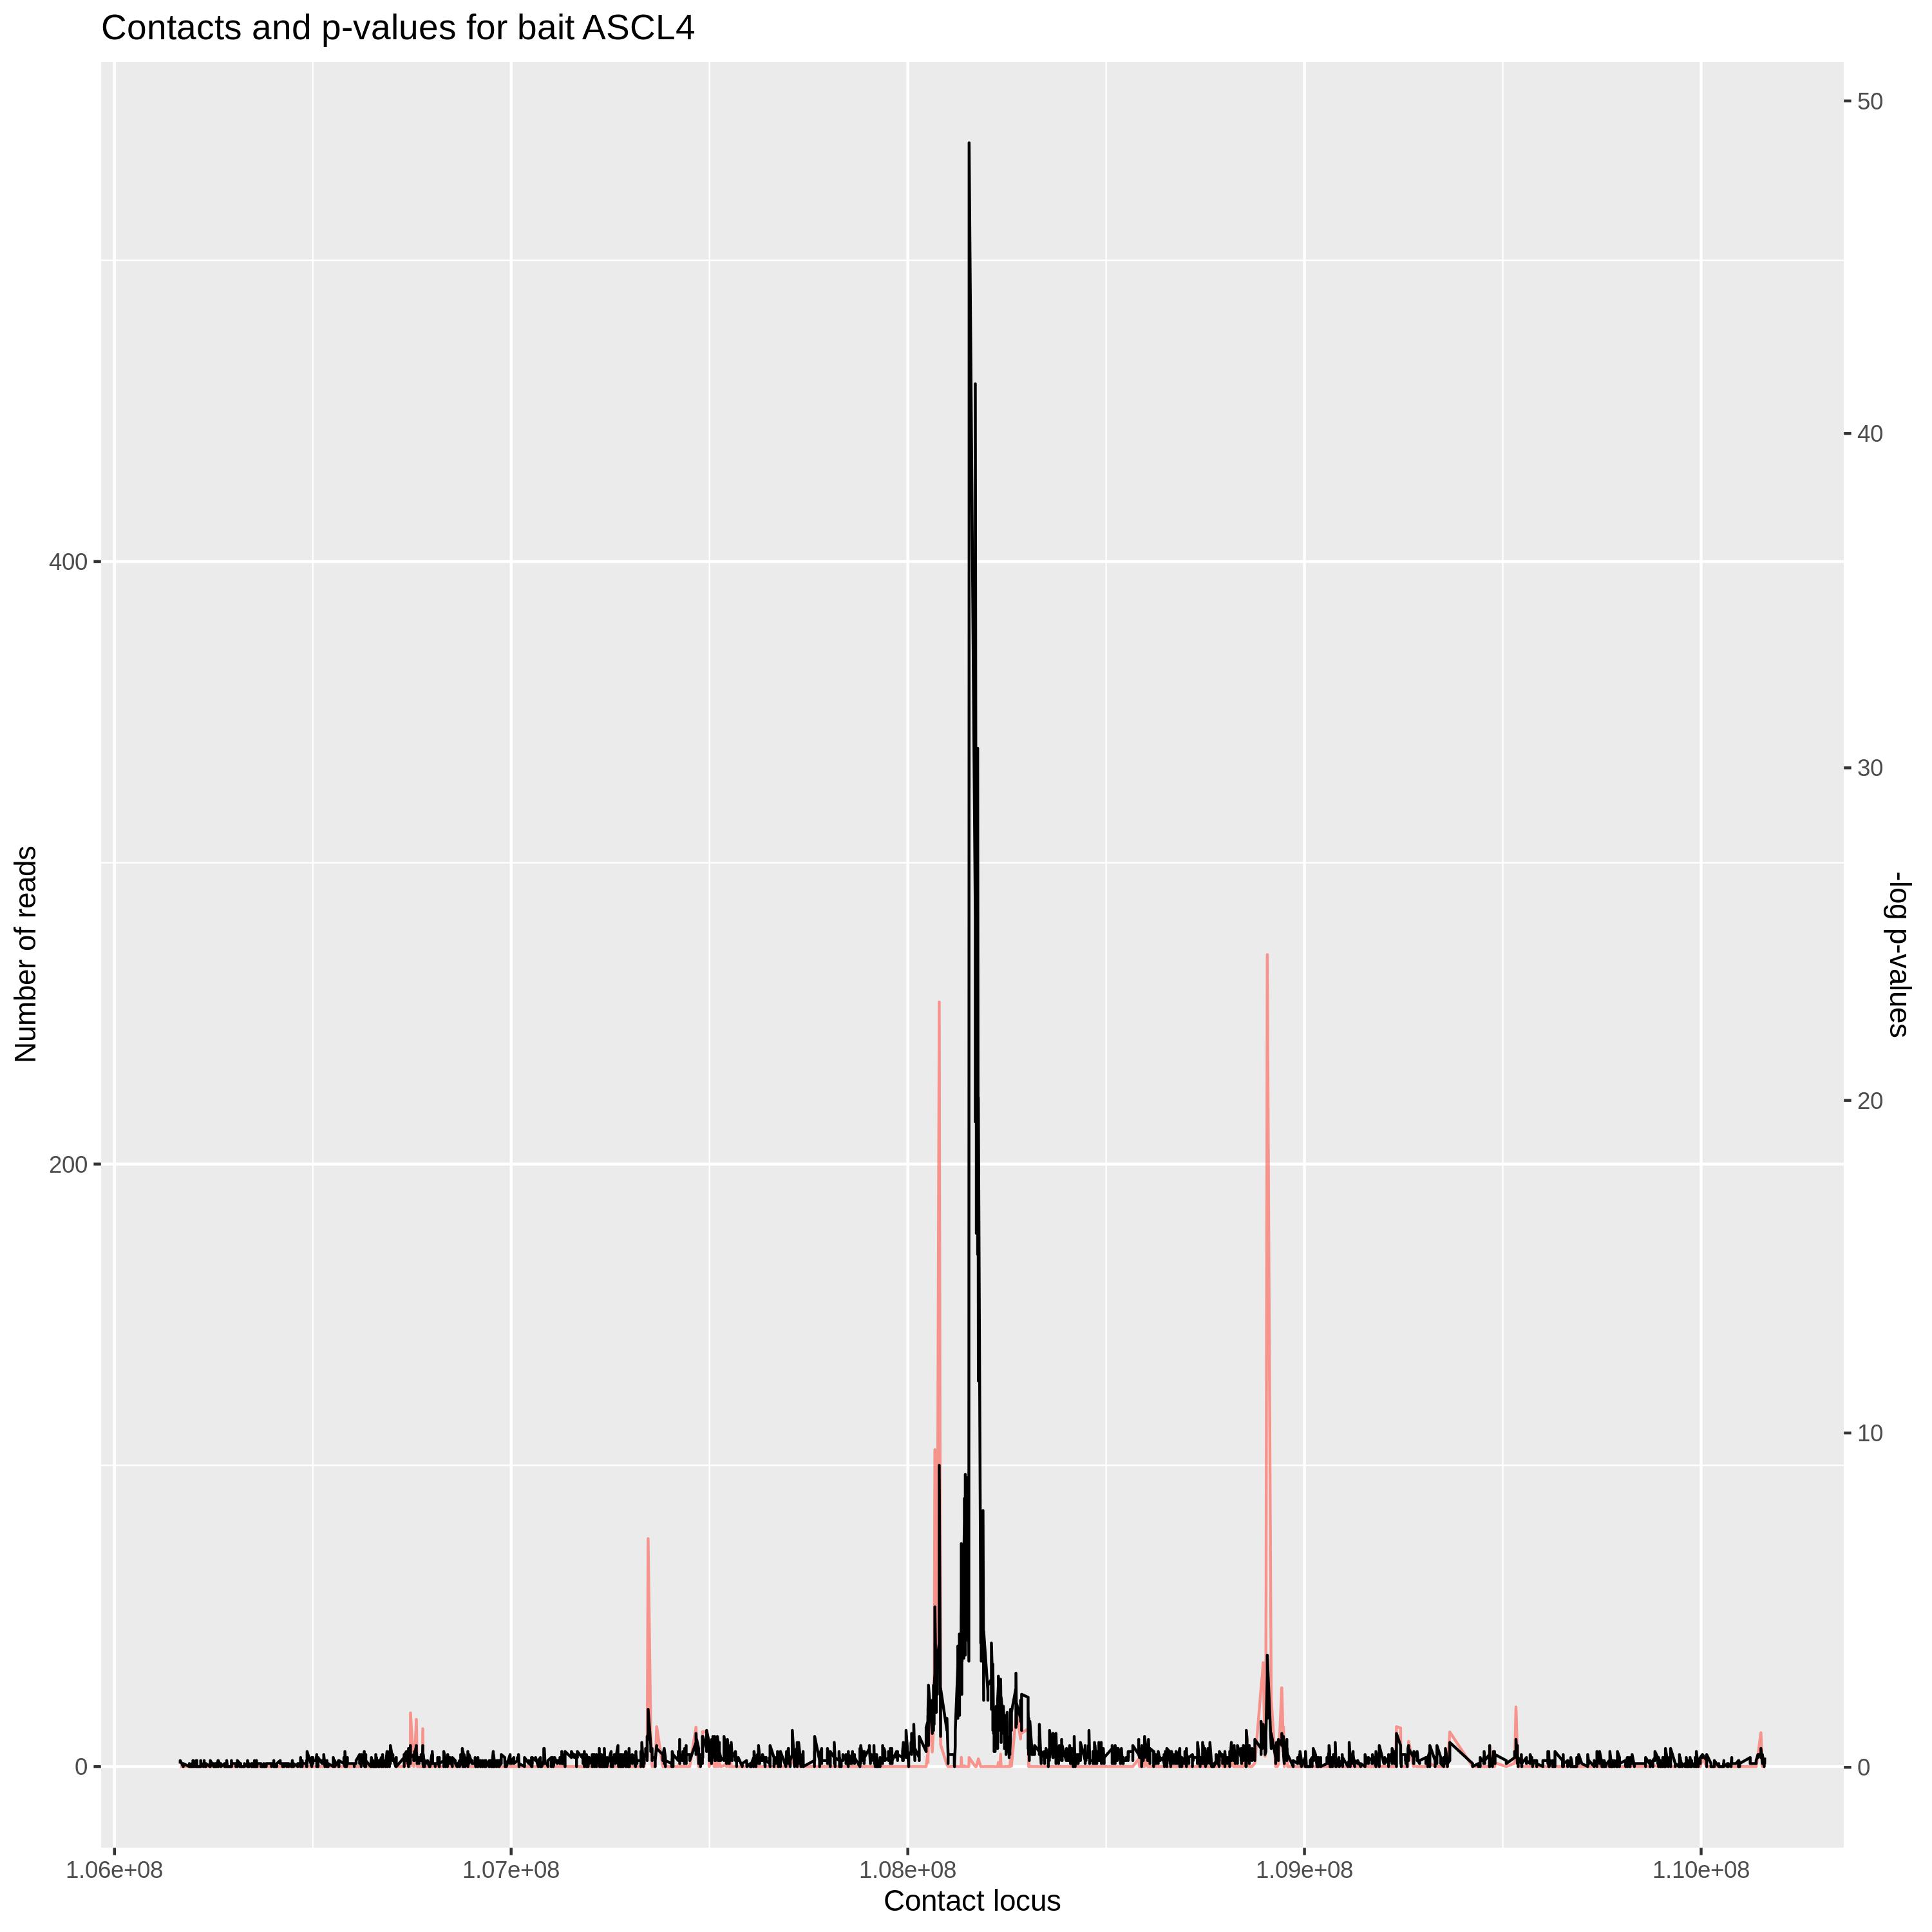 Contacts and p-values for bait ASCL4
Number of reads
400
200
0
50
40
30
20
10
0
-log p-values
1.06e+08
1.07e+08
1.08e+08
1.09e+08
1.10e+08
Contact locus